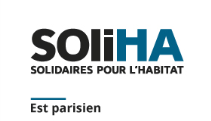 SOLiHA
SOLIDAIRES POUR L'HABITAT
Est parisien